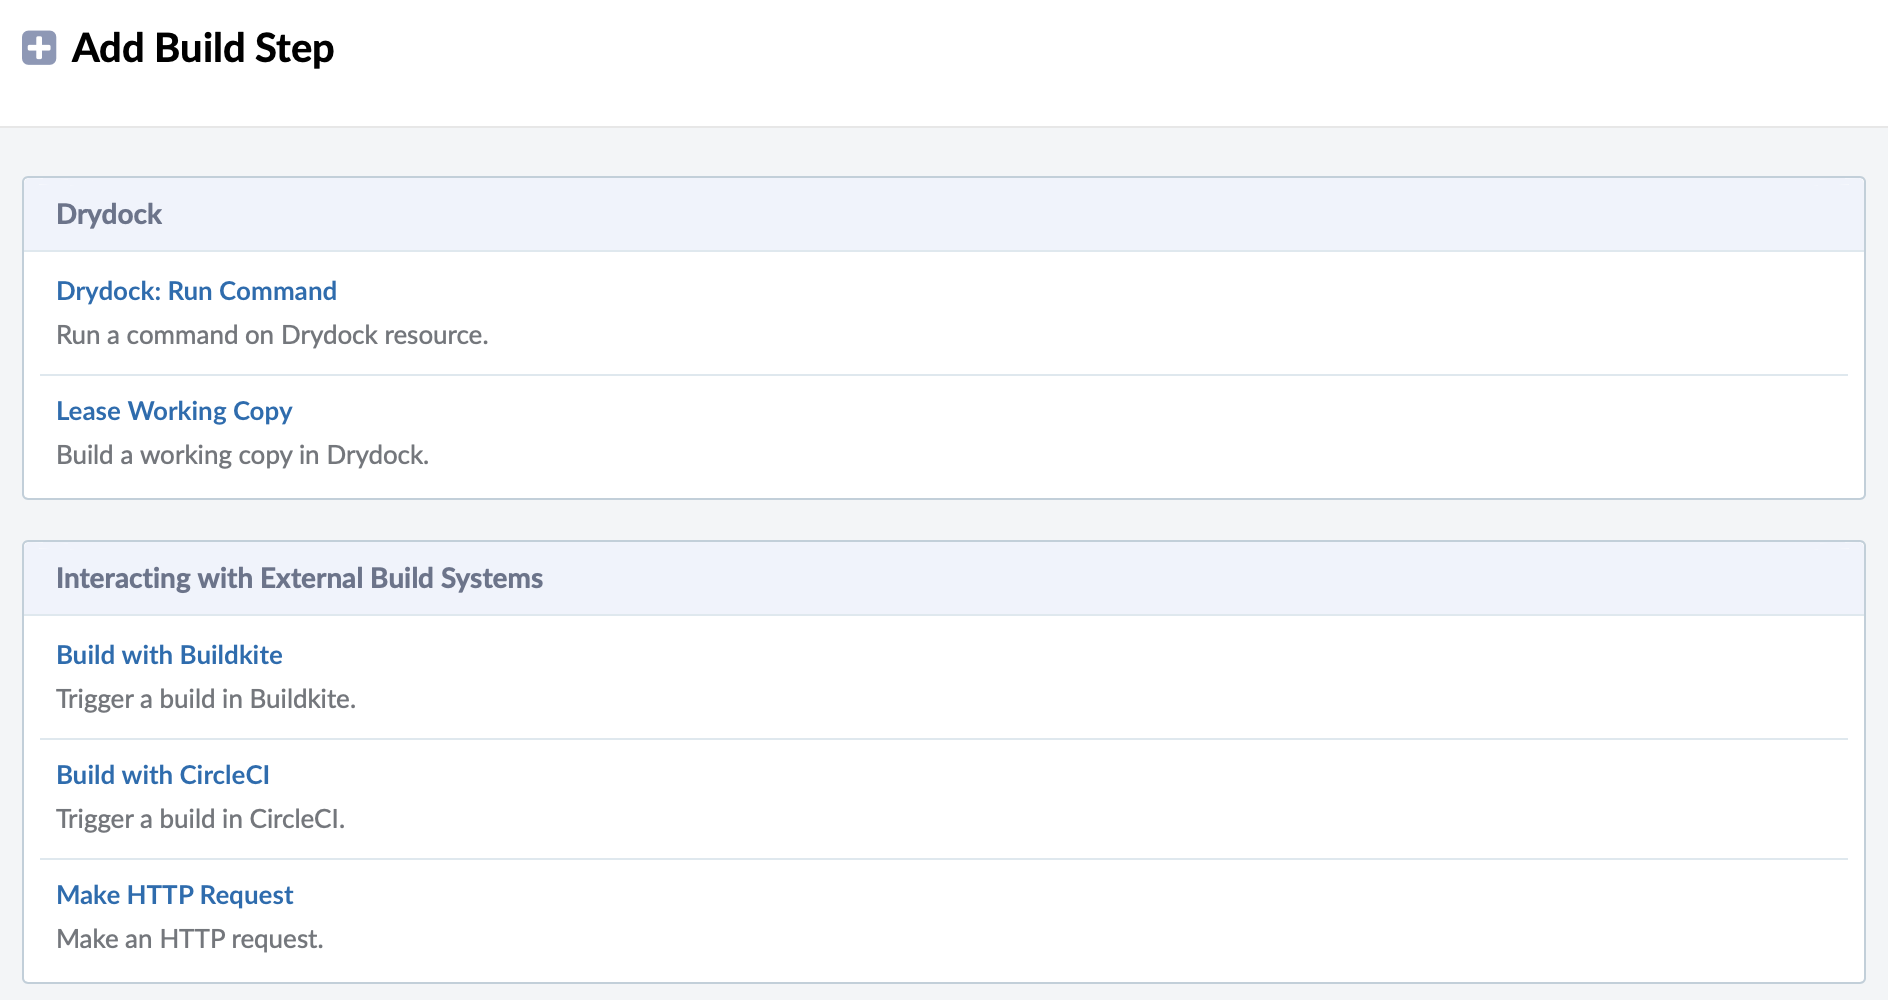 Add Build Step
Drydock
Drydock: Run Command
Run a command on Drydock resource.
Lease Working Copy
Build a working copy in Drydock.
Interacting with External Build Systems
Build with Buildkite
Trigger a build in Buildkite.
Build with CircleCI
Trigger a build in CircleCI.
Make HTTP Request
Make an HTTP request.